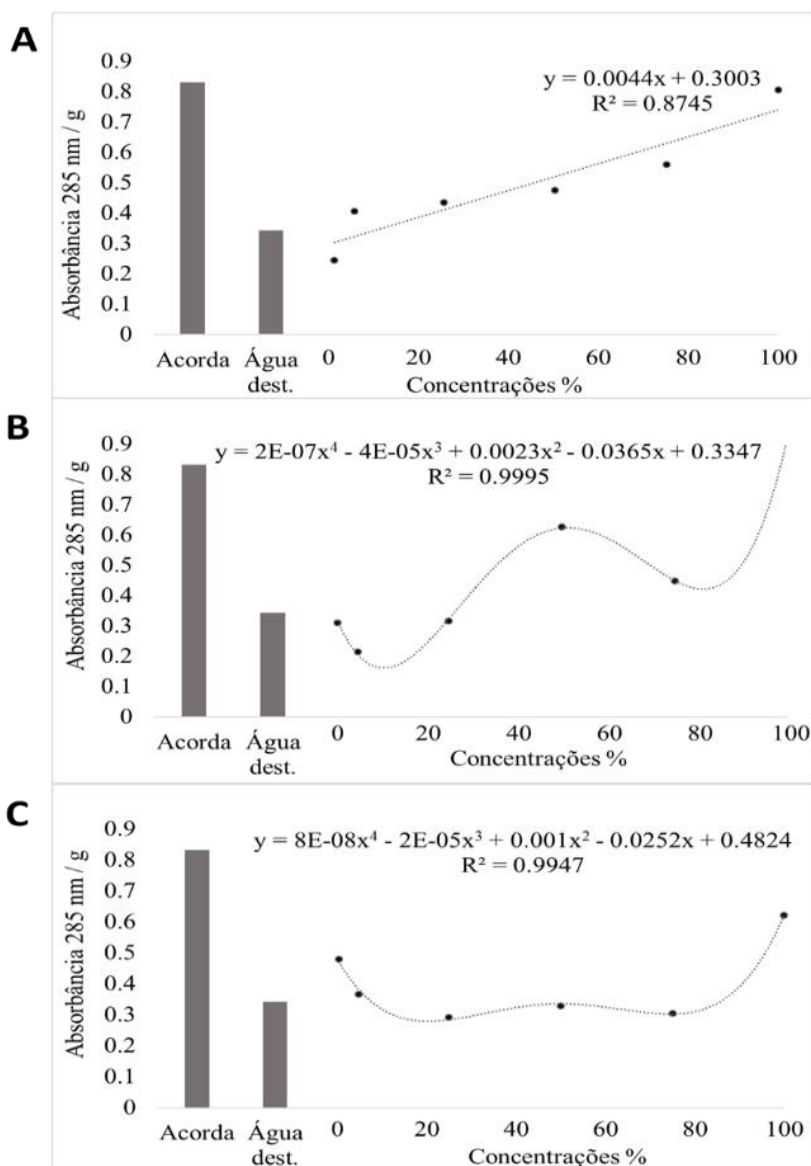 A
y = 0.0044x + 0.3003
R² = 0.8745
Absorbância 285 nm / g
0.9
0.8
0.7
0.6
0.5
0.4
0.3
0.2
0.1
0
Acorda Água dest.
0 20 40 60 80 100
Concentrações %
B
y = 2E-07x⁴ - 4E-05x³ + 0.0023x² - 0.0365x + 0.3347
R² = 0.9995
Absorbância 285 nm / g
0.9
0.8
0.7
0.6
0.5
0.4
0.3
0.2
0.1
0
Acorda Água dest.
0 20 40 60 80 100
Concentrações %
C
y = 8E-08x⁴ - 2E-05x³ + 0.001x² - 0.0252x + 0.4824
R² = 0.9947
Absorbância 285 nm / g
0.9
0.8
0.7
0.6
0.5
0.4
0.3
0.2
0.1
0
Acorda Água dest.
0 20 40 60 80 100
Concentrações %